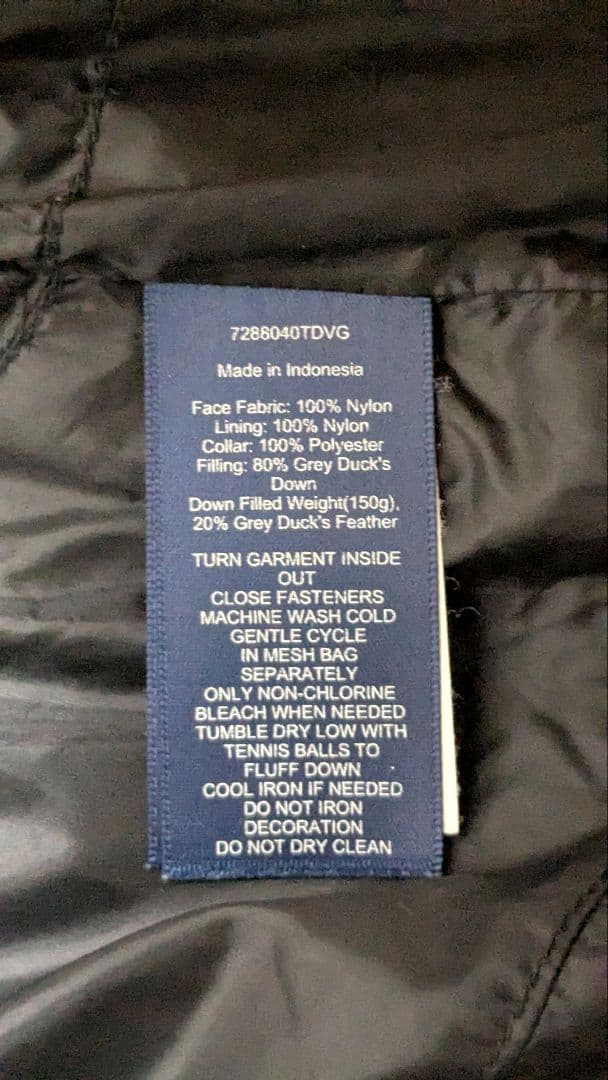 7286040TDVG
Made in Indonesia
Face Fabric: 100% Nylon
Lining: 100% Nylon
Collar: 100% Polyester
Filling: 80% Grey Duck's
Down
Down Filled Weight(150g),
20% Grey Duck's Feather
TURN GARMENT INSIDE
OUT
CLOSE FASTENERS
MACHINE WASH COLD
GENTLE CYCLE
IN MESH BAG
SEPARATELY
ONLY NON-CHLORINE
BLEACH WHEN NEEDED
TUMBLE DRY LOW WITH
TENNIS BALLS TO
FLUFF DOWN
COOL IRON IF NEEDED
DO NOT IRON
DECORATION
DO NOT DRY CLEAN